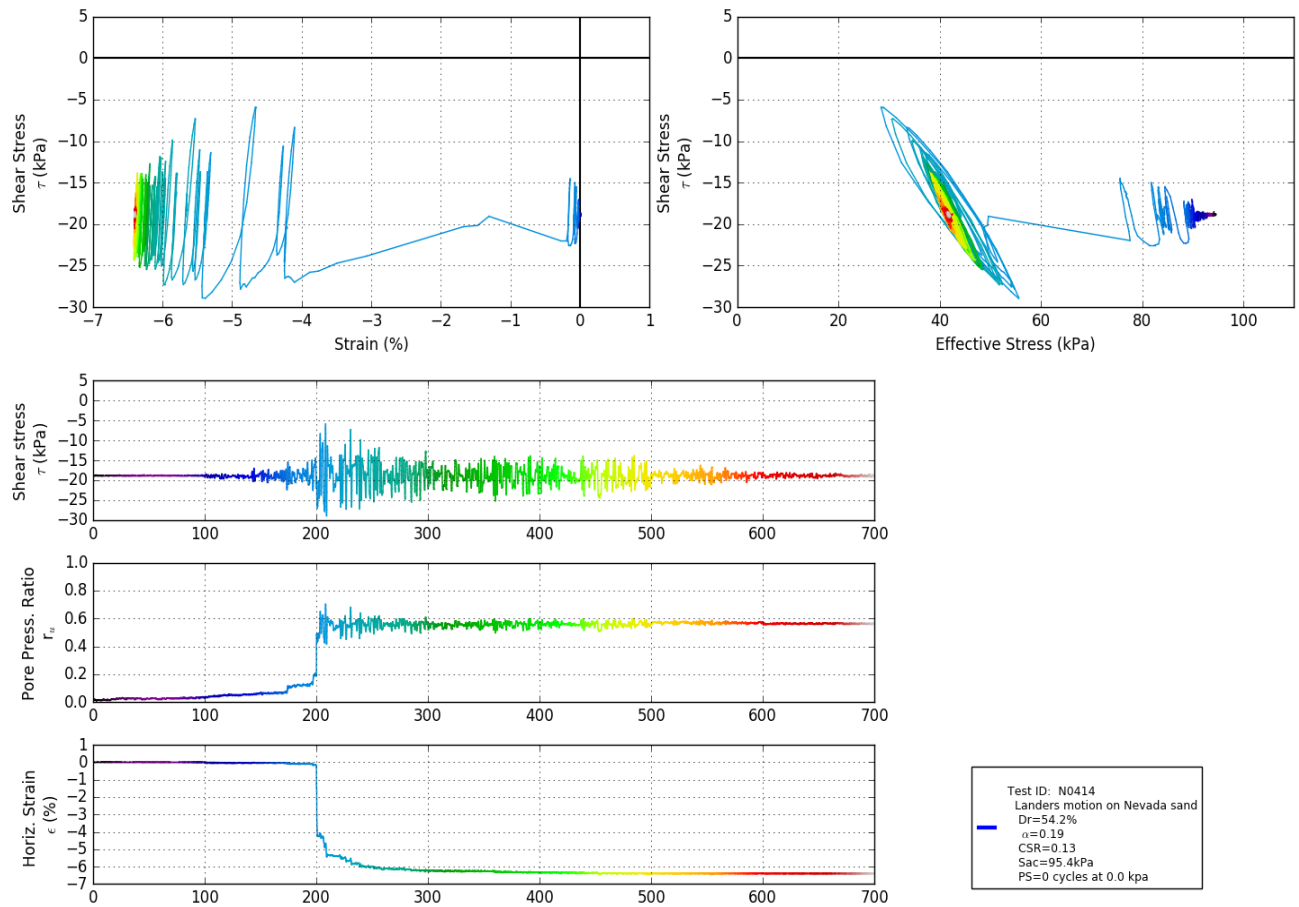 5
0
−5
−10
−15
−20
−25
−30
Shear Stress
τ (kPa)
−7 −6 −5 −4 −3 −2 −1 0 1
Strain (%)
5
0
−5
−10
−15
−20
−25
−30
Shear Stress
τ (kPa)
0 20 40 60 80 100
Effective Stress (kPa)
5
0
−5
−10
−15
−20
−25
−30
Shear stress
τ (kPa)
0 100 200 300 400 500 600 700
1.0
0.8
0.6
0.4
0.2
0.0
Pore Press. Ratio
r_u
0 100 200 300 400 500 600 700
1
0
−1
−2
−3
−4
−5
−6
−7
Horiz. Strain
ϵ (%)
0 100 200 300 400 500 600 700
Test ID: N0414
Landers motion on Nevada sand
Dr=54.2%
α=0.19
CSR=0.13
Sac=95.4kPa
PS=0 cycles at 0.0 kpa